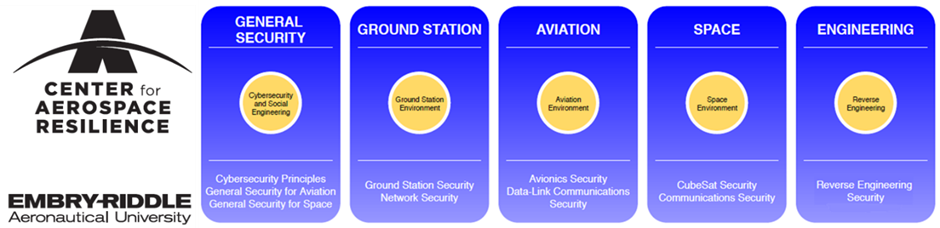 CENTER for
AEROSPACE
RESILIENCE
EMBRY-RIDDLE
Aeronautical University
GENERAL
SECURITY
Cybersecurity
and Social
Engineering
Cybersecurity Principles
General Security for Aviation
General Security for Space
GROUND STATION
Ground Station
Environment
Ground Station Security
Network Security
AVIATION
Aviation
Environment
Avionics Security
Data-Link Communications
Security
SPACE
Space
Environment
CubeSat Security
Communications Security
ENGINEERING
Reverse
Engineering
Reverse Engineering
Security